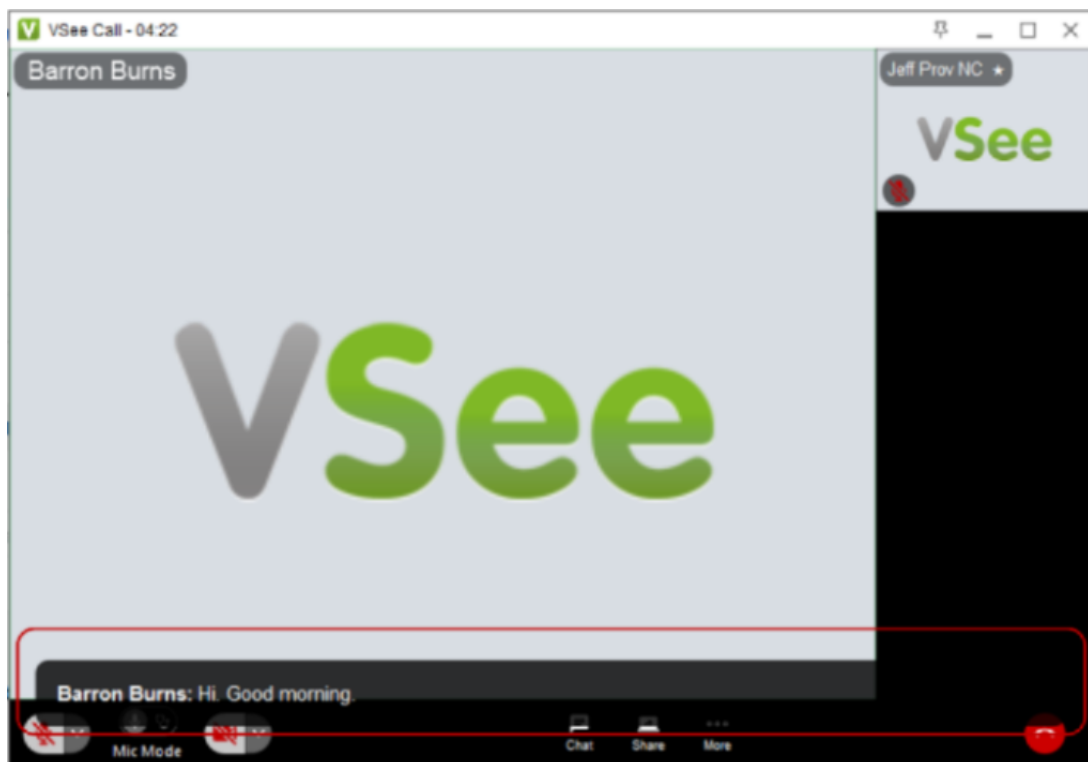 VSee Call - 04:22
Barron Burns
Jeff Prov NC ★
VSee
VSee
Barron Burns: Hi. Good morning.
Mic Mode
Chat
Share
More